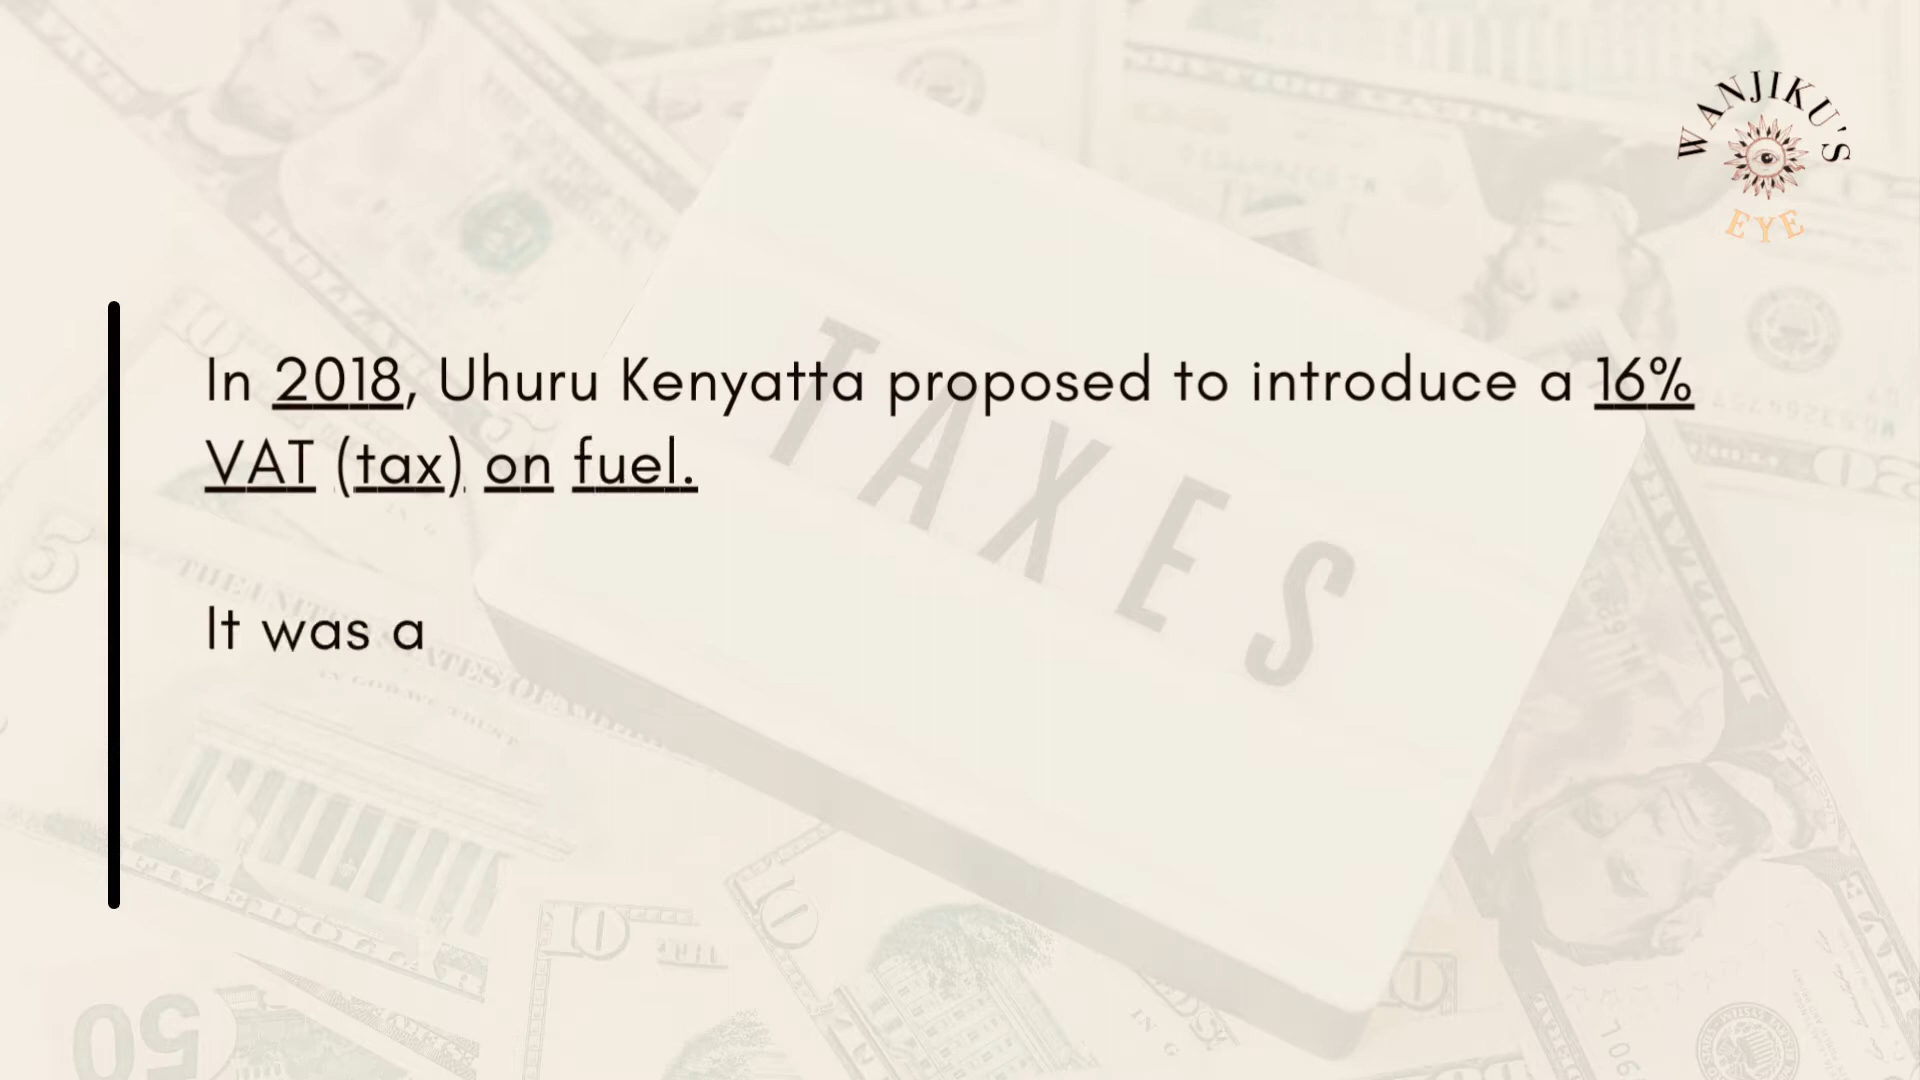 WANJIKU'S
EYE
In 2018, Uhuru Kenyatta proposed to introduce a 16%
VAT (tax) on fuel.
It was a
TAXES